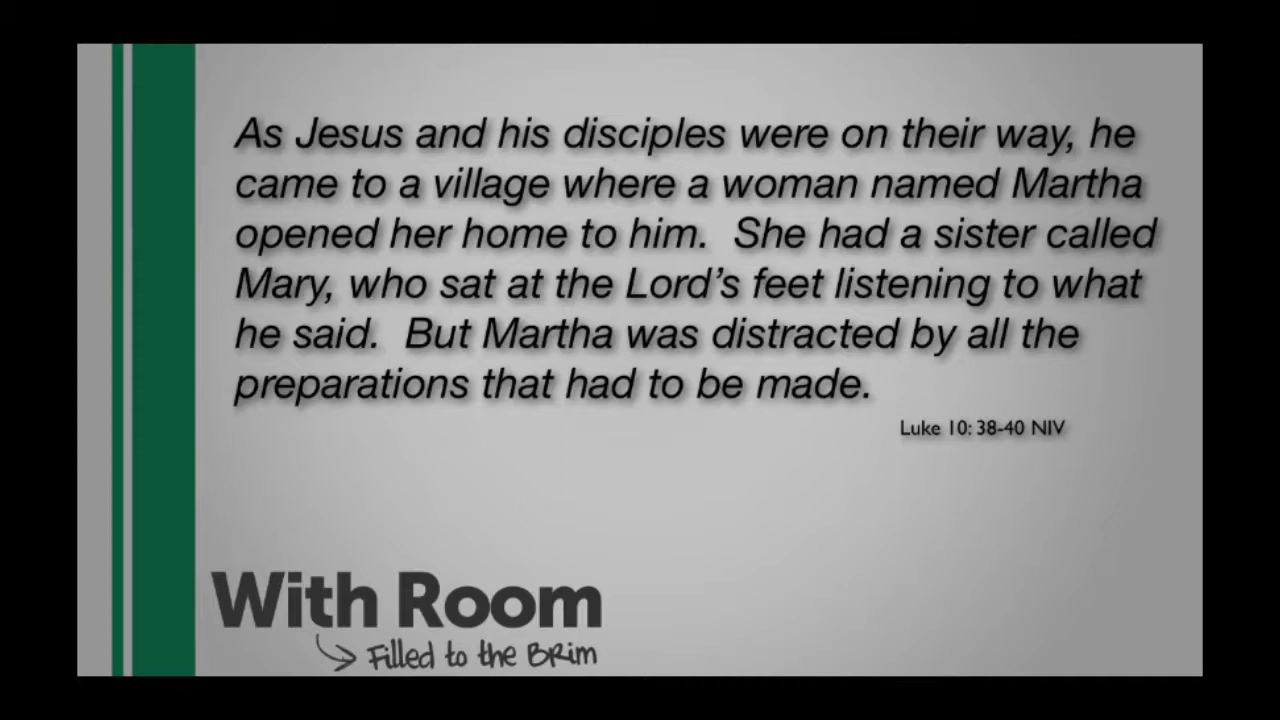 As Jesus and his disciples were on their way, he
came to a village where a woman named Martha
opened her home to him.  She had a sister called
Mary, who sat at the Lord’s feet listening to what
he said.  But Martha was distracted by all the
preparations that had to be made.
Luke 10: 38-40 NIV
With Room
Filled to the BRim